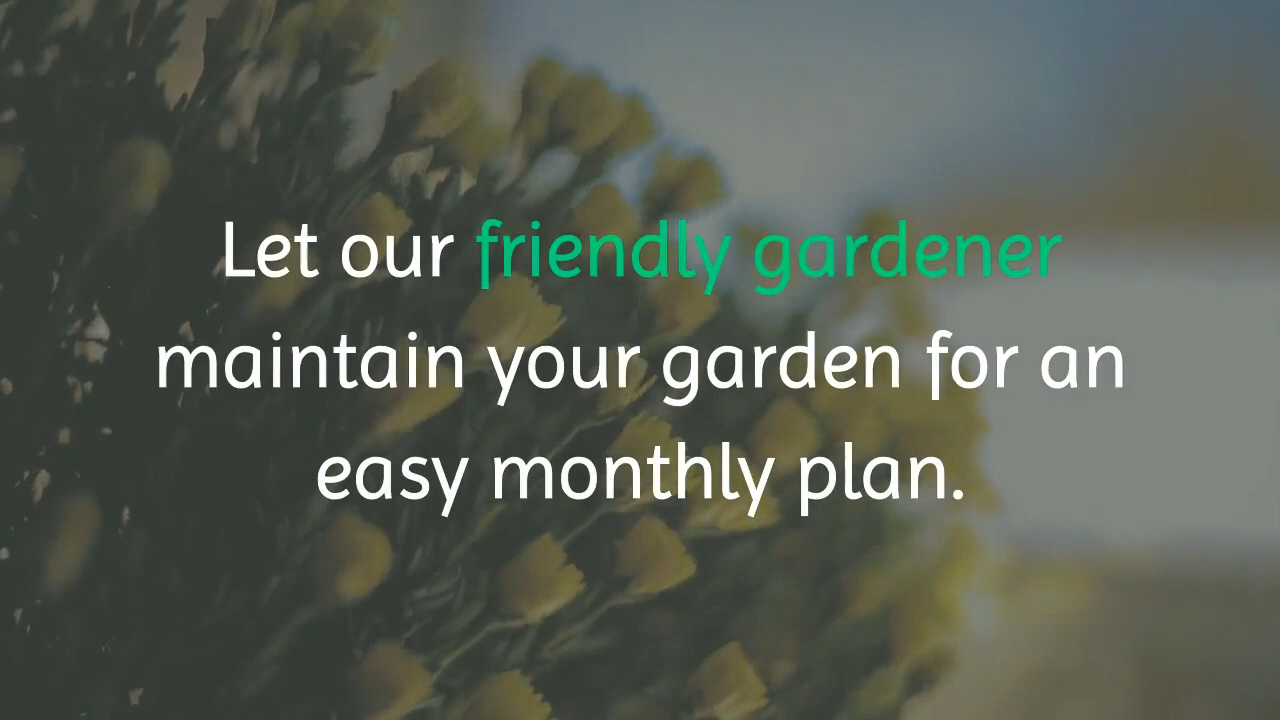 Let our friendly gardener
maintain your garden for an
easy monthly plan.